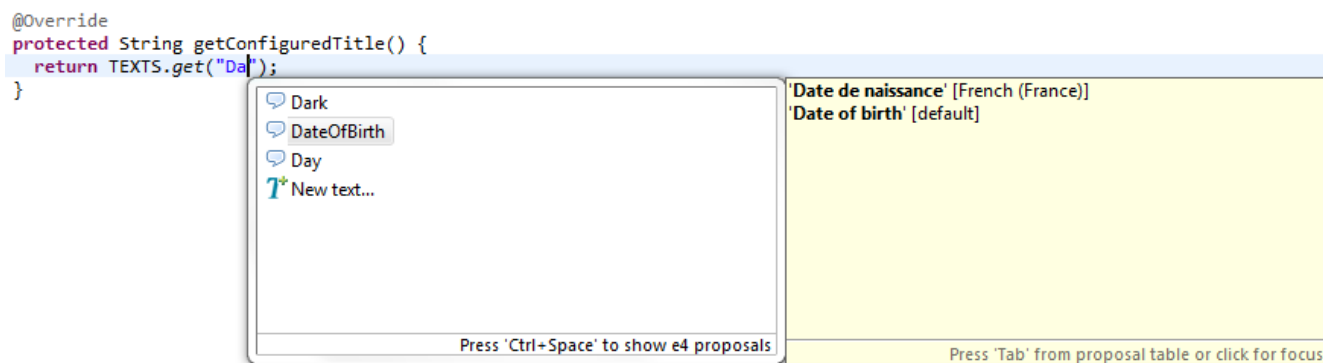 @Override
protected String getConfiguredTitle() {
return TEXTS.get("Da");
}
Dark
DateOfBirth
Day
New text...
Press 'Ctrl+Space' to show e4 proposals
'Date de naissance' [French (France)]
'Date of birth' [default]
Press 'Tab' from proposal table or click for focus